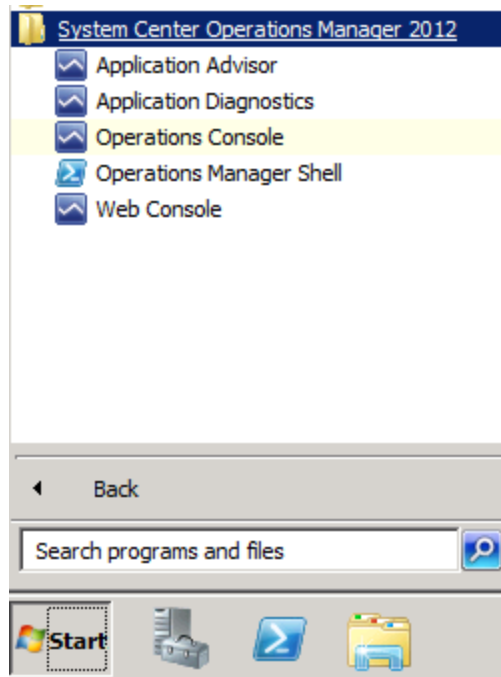 System Center Operations Manager 2012
Application Advisor
Application Diagnostics
Operations Console
Operations Manager Shell
Web Console
Back
Search programs and files
Start